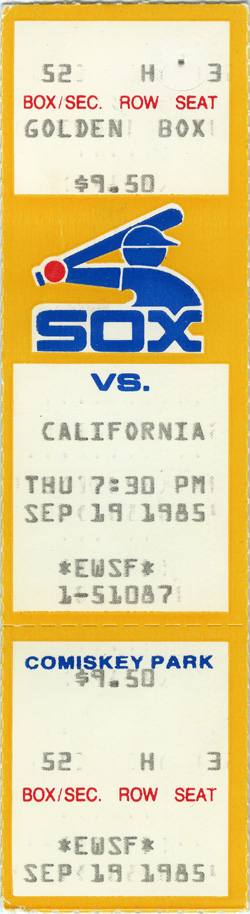 52 H 3
BOX/SEC. ROW SEAT
GOLDEN BOX
$9.50
SOX
VS.
CALIFORNIA
THU 7:30 PM
SEP 19 1985
*EWSF*
1-51087
COMISKEY PARK
$9.50
52 H 3
BOX/SEC. ROW SEAT
*EWSF*
SEP 19 1985